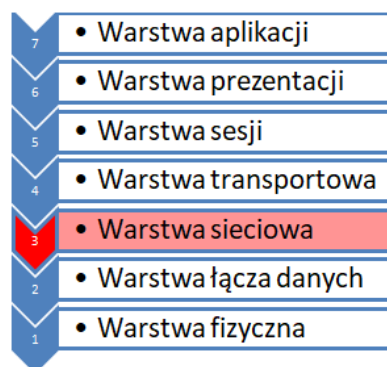 7 • Warstwa aplikacji
6 • Warstwa prezentacji
5 • Warstwa sesji
4 • Warstwa transportowa
3 • Warstwa sieciowa
2 • Warstwa łącza danych
1 • Warstwa fizyczna